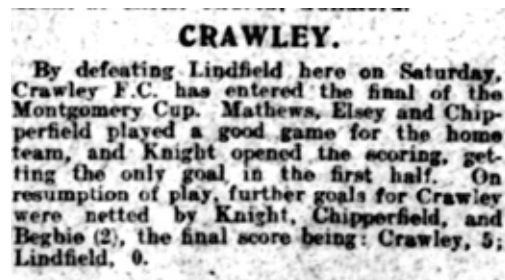 CRAWLEY.
By defeating Lindfield here on Saturday,
Crawley F.C. has entered the final of the
Montgomery Cup. Mathews, Elsey and Chip-
perfield played a good game for the home
team, and Knight opened the scoring, get-
ting the only goal in the first half. On
resumption of play, further goals for Crawley
were netted by Knight, Chipperfield, and
Begbie (2), the final score being: Crawley, 5;
Lindfield, 0.